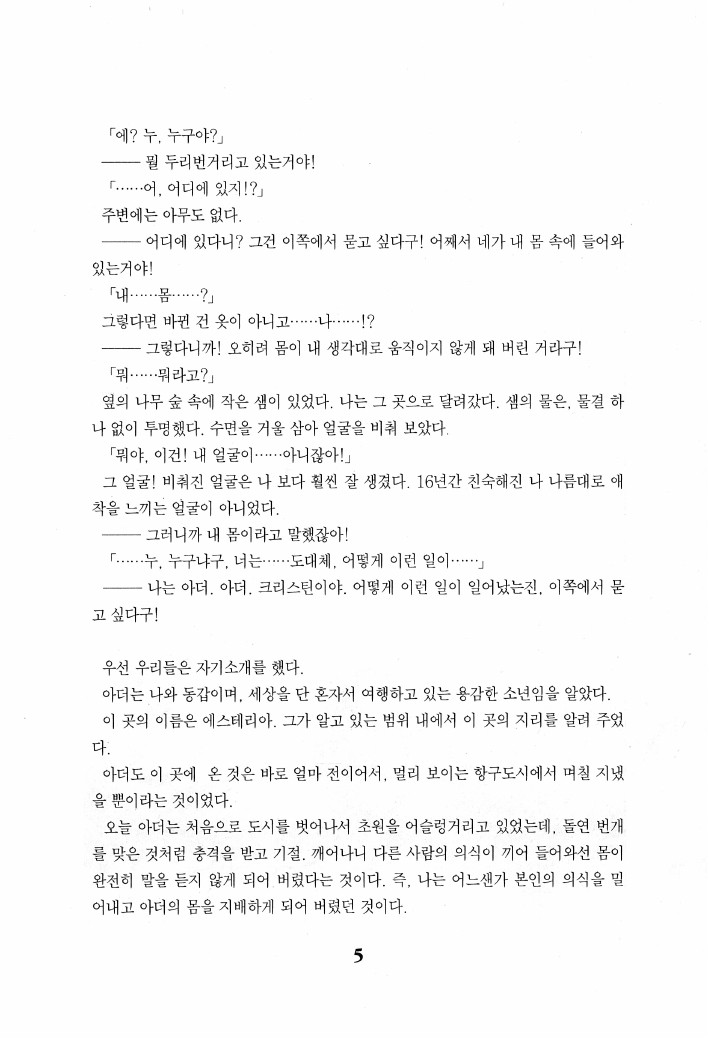 「에? 누, 누구야?」
─── 뭘 두리번거리고 있는거야!
「……어, 어디에 있지!?」
주변에는 아무도 없다.
─── 어디에 있다니? 그건 이쪽에서 묻고 싶다구! 어째서 네가 내 몸 속에 들어와
있는거야!
「내……몸……?」
그렇다면 바뀐 건 옷이 아니고……나……!?
─── 그렇다니까! 오히려 몸이 내 생각대로 움직이지 않게 돼 버린 거라구!
「뭐……뭐라고?」
옆의 나무 숲 속에 작은 샘이 있었다. 나는 그 곳으로 달려갔다. 샘의 물은, 물결 하
나 없이 투명했다. 수면을 거울 삼아 얼굴을 비춰 보았다.
「뭐야, 이건! 내 얼굴이……아니잖아!」
그 얼굴! 비춰진 얼굴은 나 보다 훨씬 잘 생겼다. 16년간 친숙해진 나 나름대로 애
착을 느끼는 얼굴이 아니었다.
─── 그러니까 내 몸이라고 말했잖아!
「……누, 누구냐구, 너는……도대체, 어떻게 이런 일이……」
─── 나는 아더. 아더. 크리스틴이야. 어떻게 이런 일이 일어났는진, 이쪽에서 묻
고 싶다구!
우선 우리들은 자기소개를 했다.
아더는 나와 동갑이며, 세상을 단 혼자서 여행하고 있는 용감한 소년임을 알았다.
이 곳의 이름은 에스테리아. 그가 알고 있는 범위 내에서 이 곳의 지리를 알려 주었
다.
아더도 이 곳에 온 것은 바로 얼마 전이어서, 멀리 보이는 항구도시에서 며칠 지냈
을 뿐이라는 것이었다.
오늘 아더는 처음으로 도시를 벗어나서 초원을 어슬렁거리고 있었는데, 돌연 번개
를 맞은 것처럼 충격을 받고 기절. 깨어나니 다른 사람의 의식이 끼어 들어와선 몸이
완전히 말을 듣지 않게 되어 버렸다는 것이다. 즉, 나는 어느샌가 본인의 의식을 밀
어내고 아더의 몸을 지배하게 되어 버렸던 것이다.
5